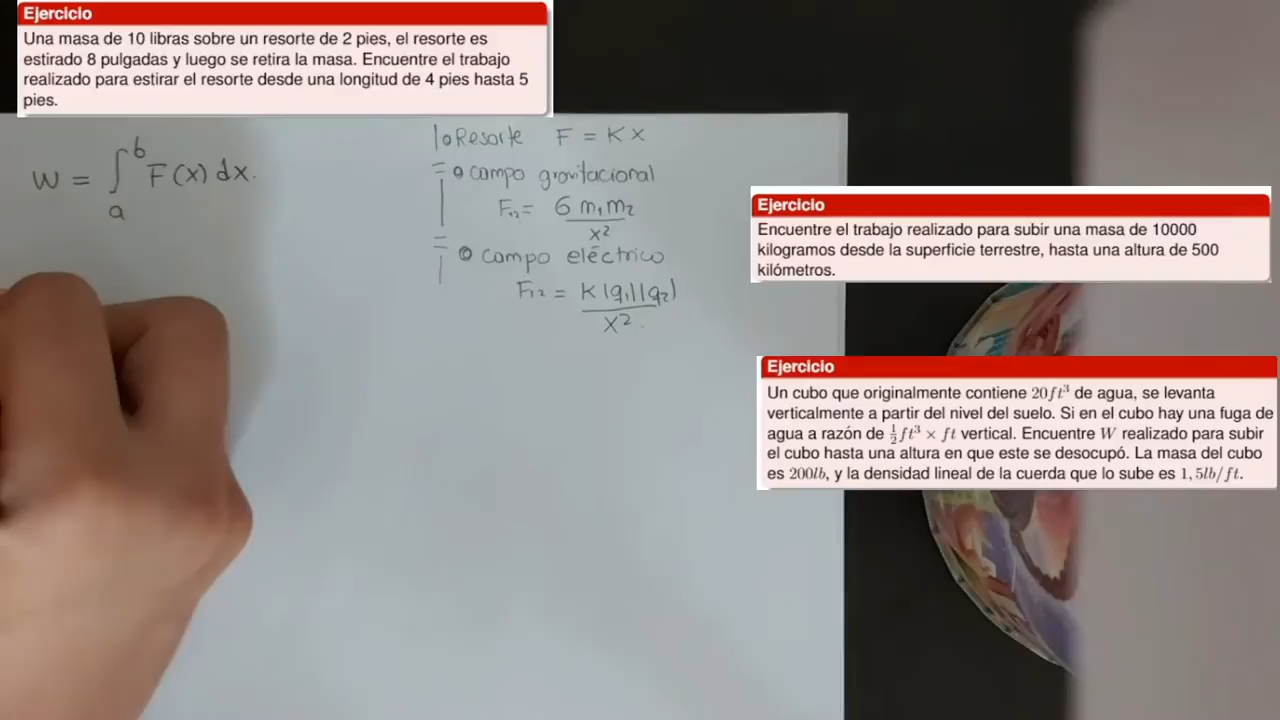 Ejercicio
Una masa de 10 libras sobre un resorte de 2 pies, el resorte es
estirado 8 pulgadas y luego se retira la masa. Encuentre el trabajo
realizado para estirar el resorte desde una longitud de 4 pies hasta 5
pies.
W = ∫_a^b F(x) dx.
Resorte F = Kx
campo gravitacional
F₁₂ = G m₁m₂ / x²
campo eléctrico
F₁₂ = K|q₁||q₂| / x²
Ejercicio
Encuentre el trabajo realizado para subir una masa de 10000
kilogramos desde la superficie terrestre, hasta una altura de 500
kilómetros.
Ejercicio
Un cubo que originalmente contiene 20ft³ de agua, se levanta
verticalmente a partir del nivel del suelo. Si en el cubo hay una fuga de
agua a razón de ½ft³ × ft vertical. Encuentre W realizado para subir
el cubo hasta una altura en que este se desocupó. La masa del cubo
es 200lb, y la densidad lineal de la cuerda que lo sube es 1,5lb/ft.